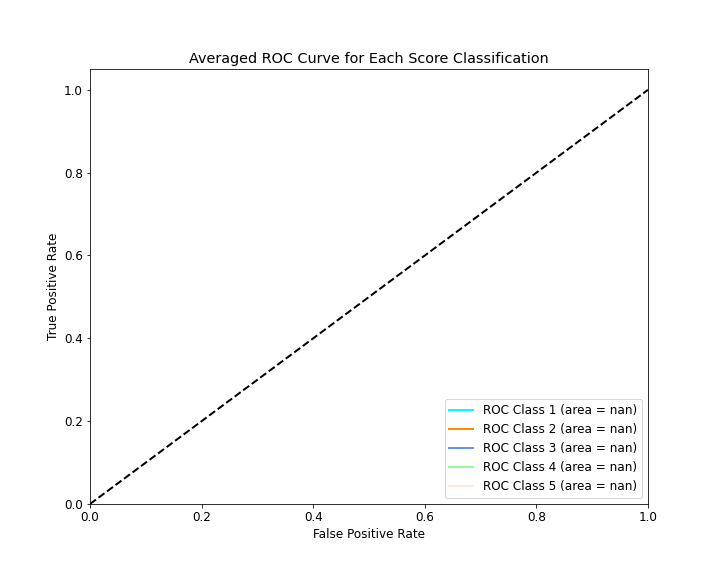 Averaged ROC Curve for Each Score Classification
True Positive Rate
1.0
0.8
0.6
0.4
0.2
0.0
ROC Class 1 (area = nan)
ROC Class 2 (area = nan)
ROC Class 3 (area = nan)
ROC Class 4 (area = nan)
ROC Class 5 (area = nan)
0.0 0.2 0.4 0.6 0.8 1.0
False Positive Rate